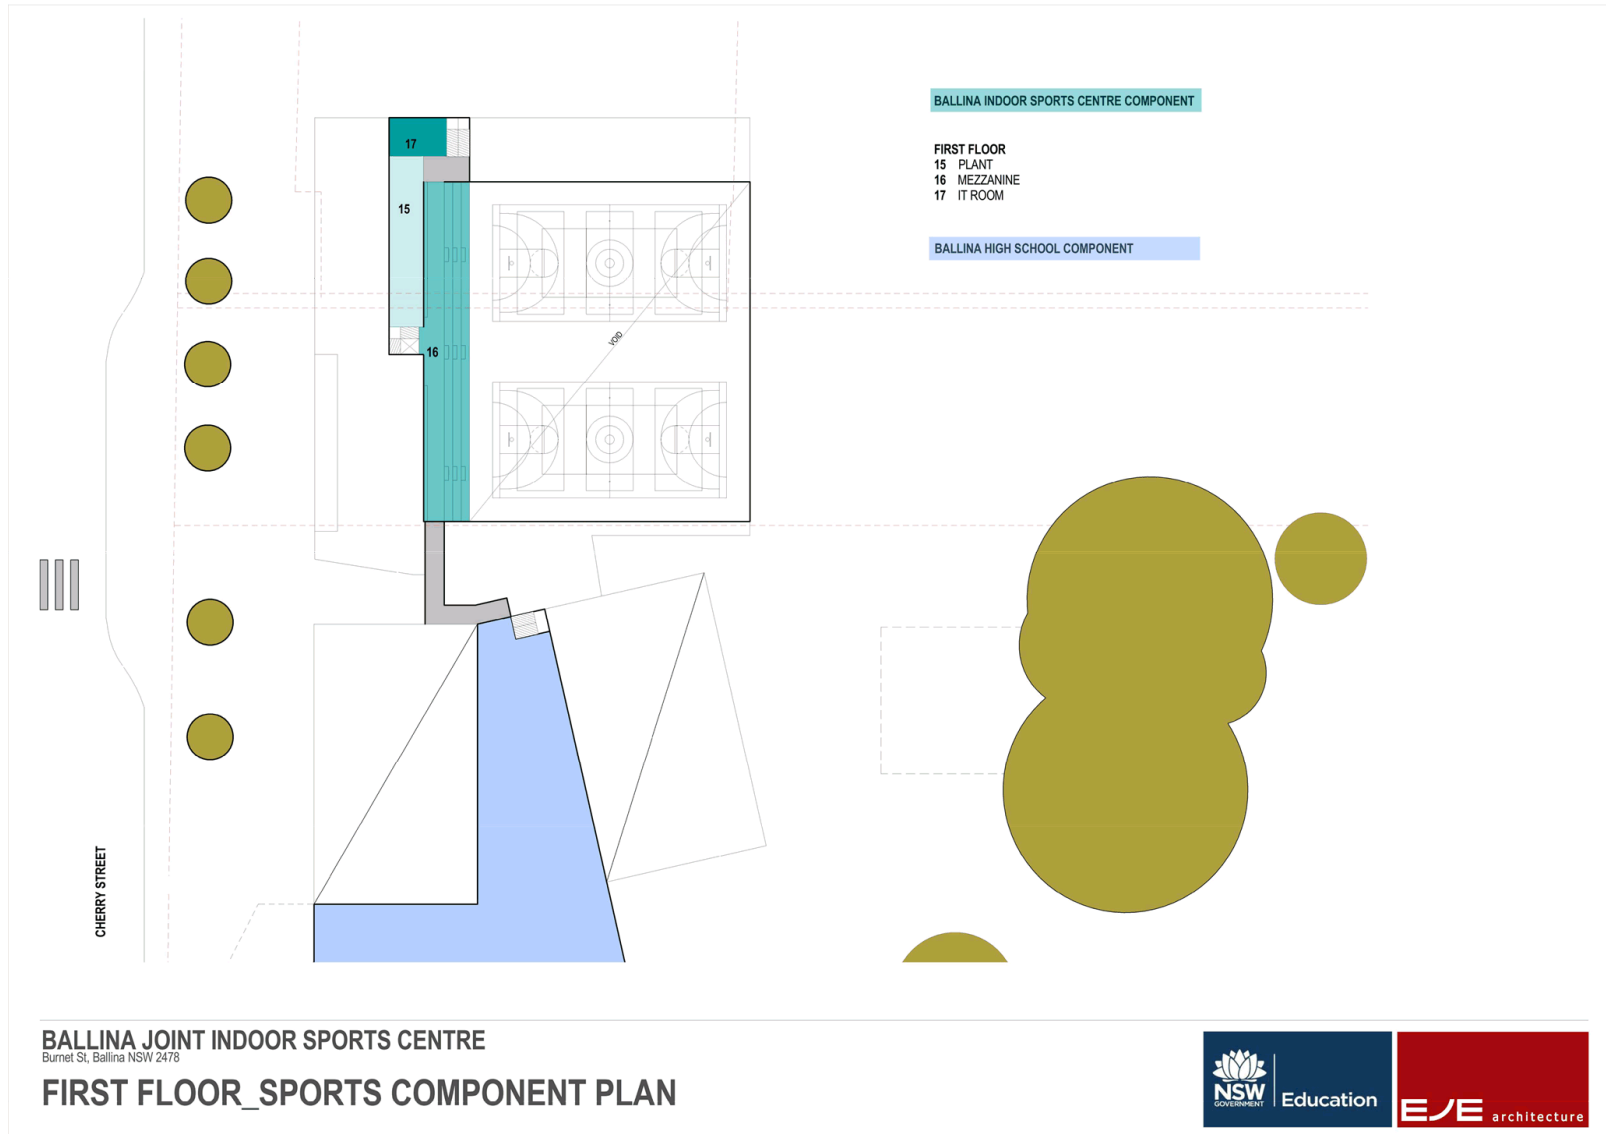 BALLINA INDOOR SPORTS CENTRE COMPONENT
FIRST FLOOR
15 PLANT
16 MEZZANINE
17 IT ROOM
BALLINA HIGH SCHOOL COMPONENT
17
15
16
VOID
CHERRY STREET
BALLINA JOINT INDOOR SPORTS CENTRE
Burnet St, Ballina NSW 2478
FIRST FLOOR_SPORTS COMPONENT PLAN
NSW
GOVERNMENT
Education
EJE architecture